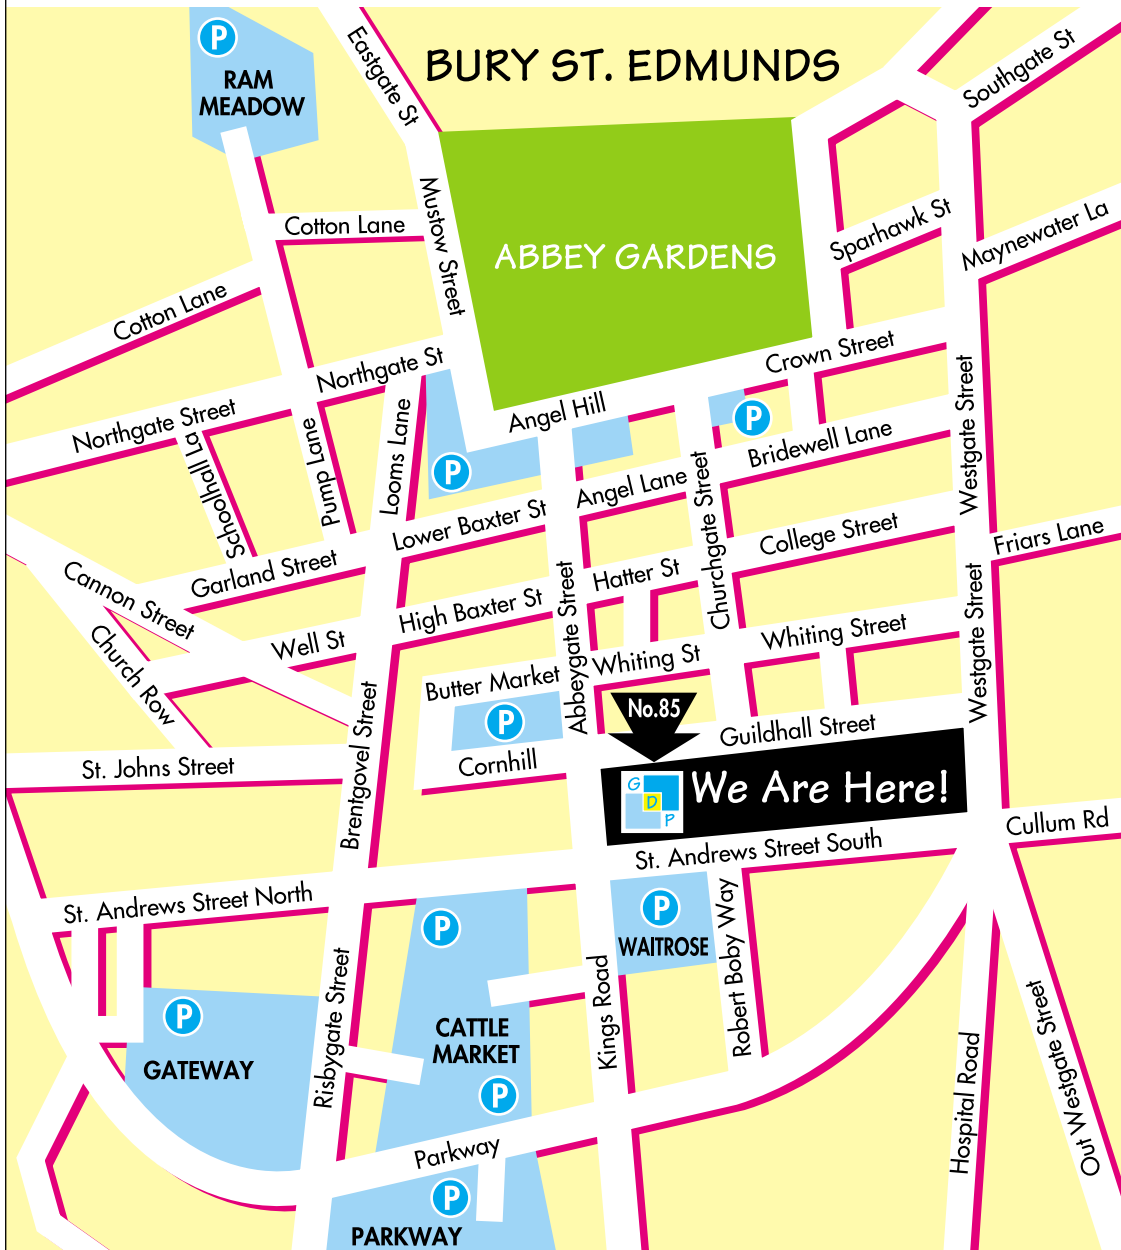 P
RAM
MEADOW
Eastgate St
BURY ST. EDMUNDS
Southgate St
Mustow Street
Cotton Lane
ABBEY GARDENS
Sparhawk St
Maynewater La
Cotton Lane
Northgate St
Crown Street
Northgate Street
Angel Hill
P
Schoolhall La
Pump Lane
Looms Lane
P
Bridewell Lane
Westgate Street
Angel Lane
Churchgate Street
Lower Baxter St
College Street
Friars Lane
Garland Street
Cannon Street
Hatter St
High Baxter St
Abbeygate Street
Westgate Street
Church Row
Well St
Whiting Street
Whiting St
Butter Market
P
No.85
Guildhall Street
Cornhill
St. Johns Street
Brentgovel Street
G
D
P
We Are Here!
Cullum Rd
St. Andrews Street South
St. Andrews Street North
P
WAITROSE
Robert Boby Way
P
Kings Road
Risbygate Street
P
GATEWAY
CATTLE
MARKET
P
Hospital Road
Out Westgate Street
Parkway
P
PARKWAY